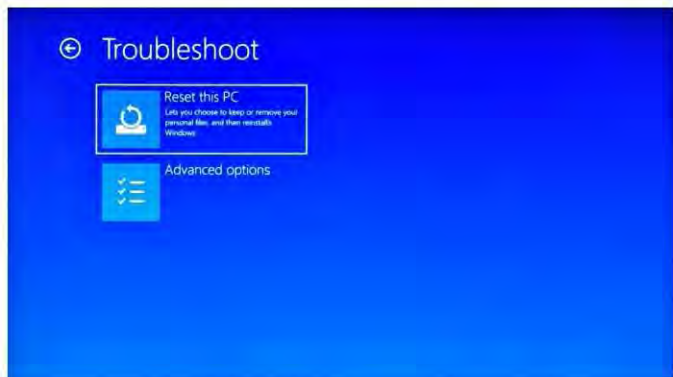 Troubleshoot
Reset this PC
Lets you choose to keep or remove your
personal files, and then reinstalls
Windows
Advanced options